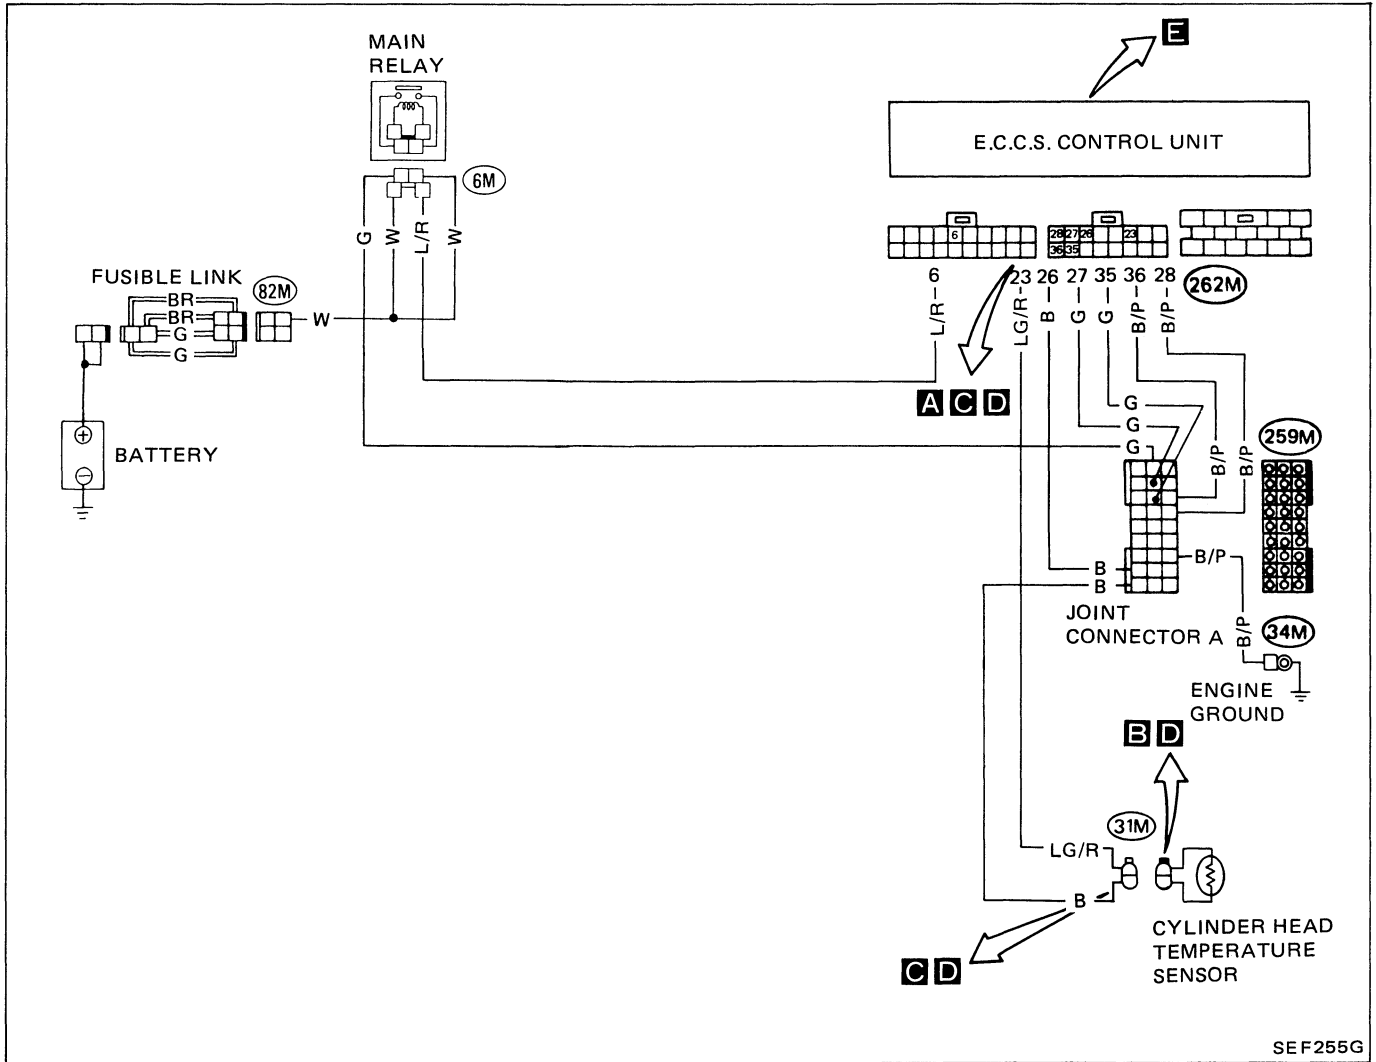 MAIN
RELAY
E
E.C.C.S. CONTROL UNIT
6M
G
W
L/R
W
6
28 27 26 23
36 35
FUSIBLE LINK
82M
BR
BR
G
G
W
6 23 26 27 35 36 28
262M
L/R
LG/R
B
G
G
B/P
B/P
A C D
G
G
G
B/P
B/P
259M
BATTERY
B
B
B/P
JOINT
CONNECTOR A
B/P
34M
ENGINE
GROUND
B D
31M
LG/R
B
CYLINDER HEAD
TEMPERATURE
SENSOR
C D
SEF255G